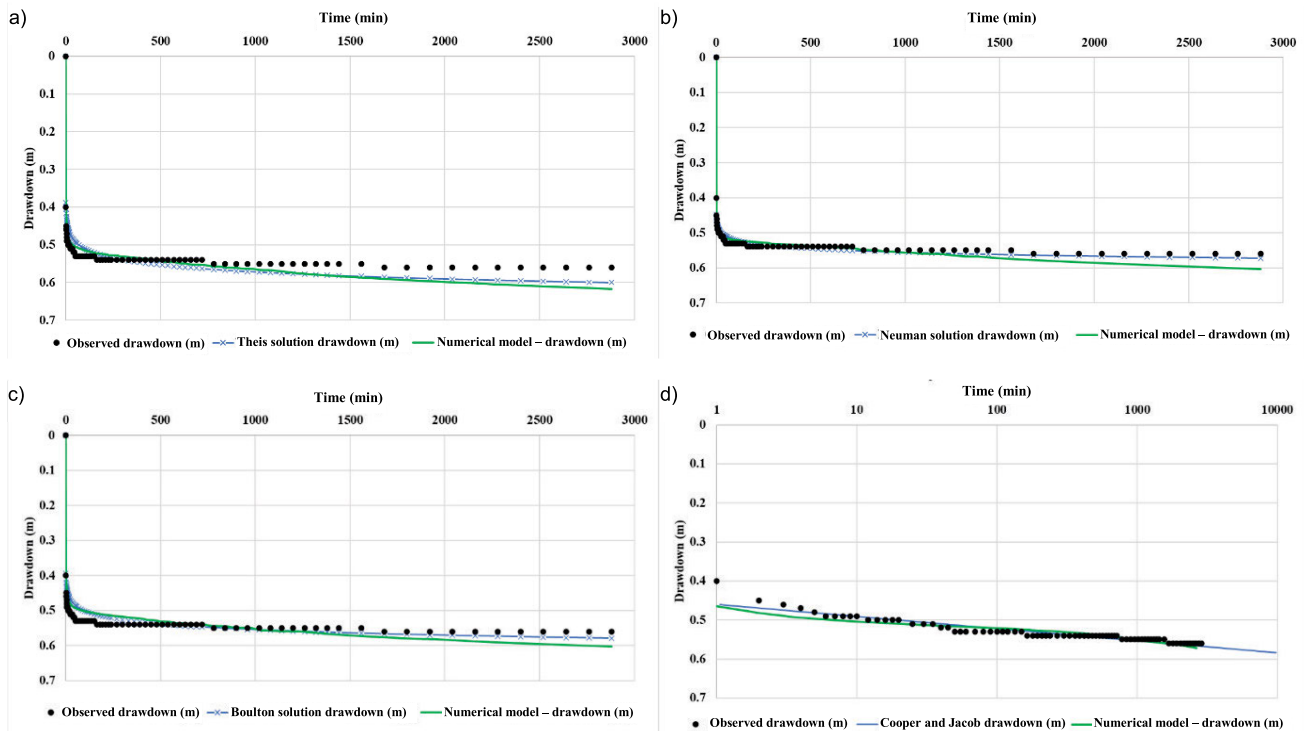 a)
Time (min)
0 500 1000 1500 2000 2500 3000
0
0.1
0.2
0.3
0.4
0.5
0.6
0.7
Drawdown (m)
Observed drawdown (m) Theis solution drawdown (m) Numerical model – drawdown (m)
b)
Time (min)
0 500 1000 1500 2000 2500 3000
0
0.1
0.2
0.3
0.4
0.5
0.6
0.7
Drawdown (m)
Observed drawdown (m) Neuman solution drawdown (m) Numerical model – drawdown (m)
c)
Time (min)
0 500 1000 1500 2000 2500 3000
0
0.1
0.2
0.3
0.4
0.5
0.6
0.7
Drawdown (m)
Observed drawdown (m) Boulton solution drawdown (m) Numerical model – drawdown (m)
d)
Time (min)
1 10 100 1000 10000
0
0.1
0.2
0.3
0.4
0.5
0.6
0.7
Drawdown (m)
Observed drawdown (m) Cooper and Jacob drawdown (m) Numerical model – drawdown (m)